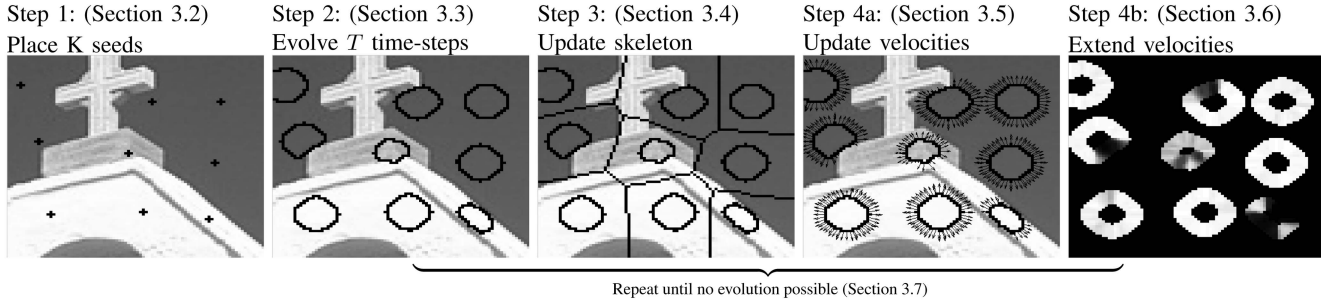 Step 1: (Section 3.2)
Place K seeds
Step 2: (Section 3.3)
Evolve T time-steps
Step 3: (Section 3.4)
Update skeleton
Step 4a: (Section 3.5)
Update velocities
Step 4b: (Section 3.6)
Extend velocities
Repeat until no evolution possible (Section 3.7)